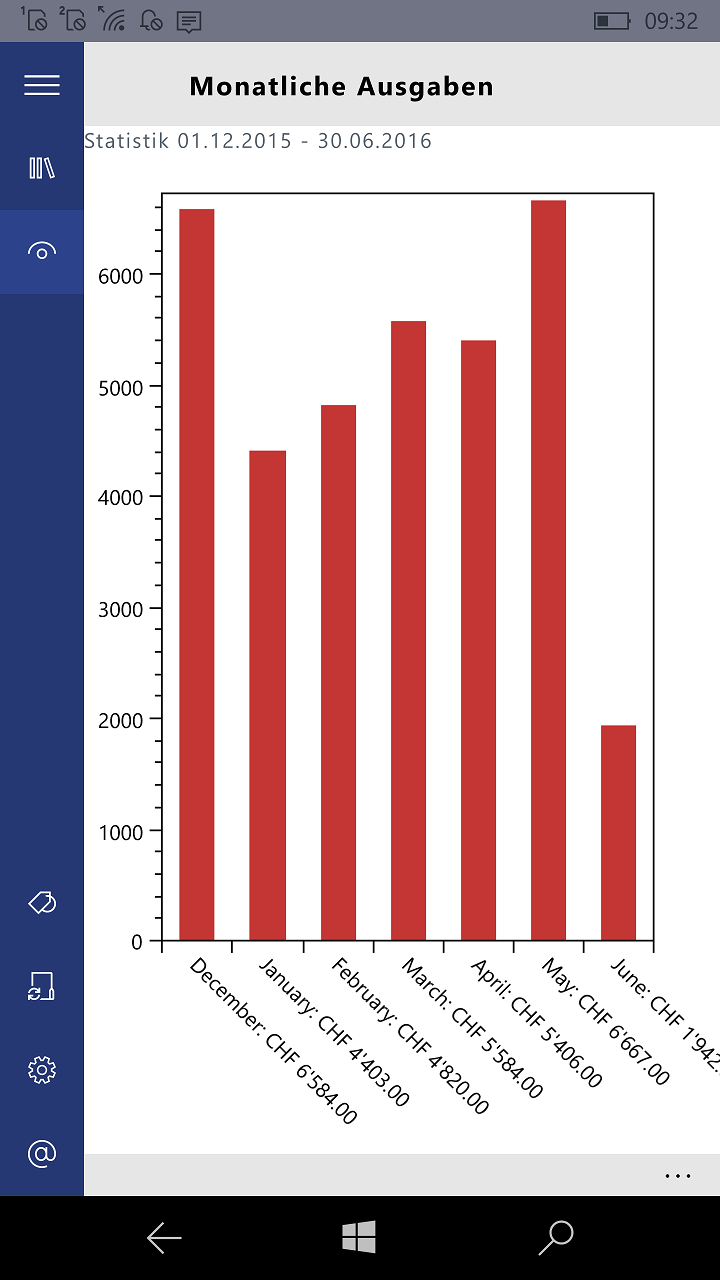 1 2 09:32
Monatliche Ausgaben
Statistik 01.12.2015 - 30.06.2016
6000
5000
4000
3000
2000
1000
0
December: CHF 6'584.00
January: CHF 4'403.00
February: CHF 4'820.00
March: CHF 5'584.00
April: CHF 5'406.00
May: CHF 6'667.00
June: CHF 1'942.
@